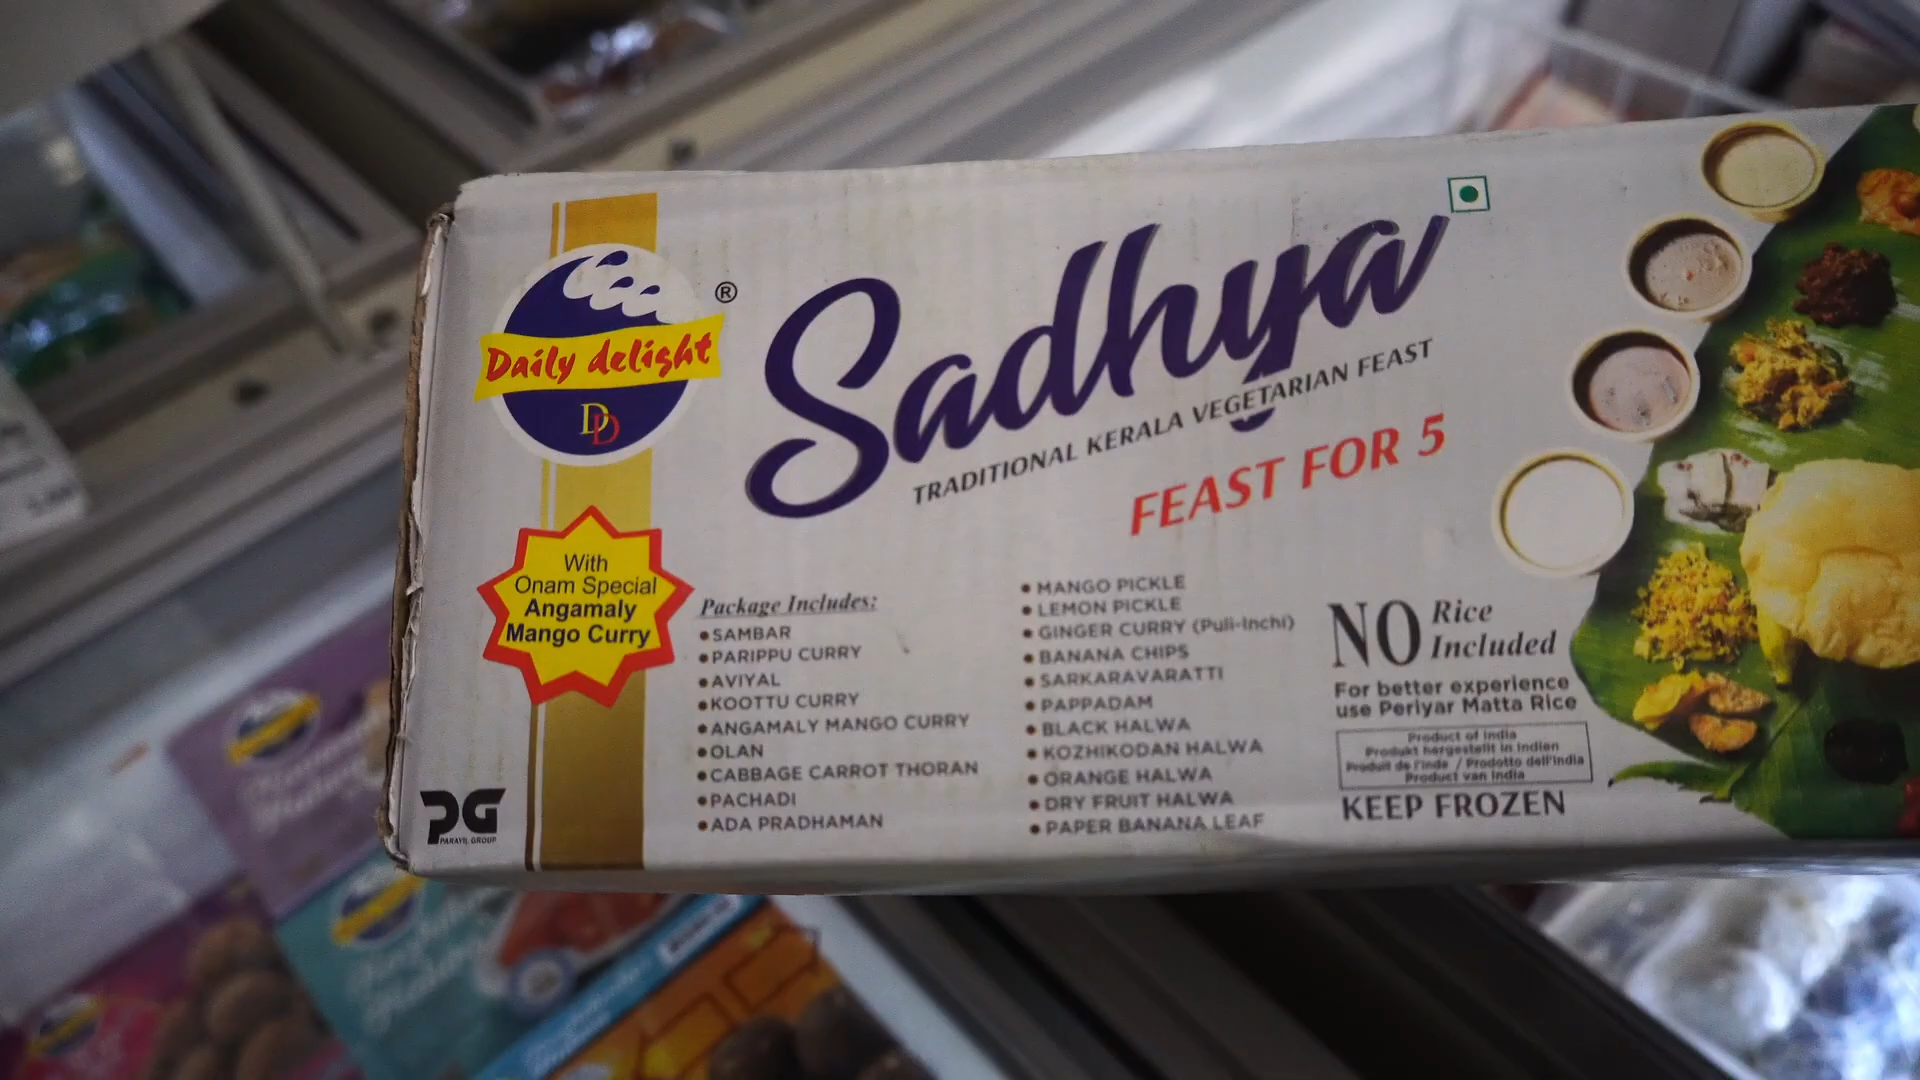 Daily delight
®
DD
Sadhya
TRADITIONAL KERALA VEGETARIAN FEAST
FEAST FOR 5
With
Onam Special
Angamaly
Mango Curry
Package Includes:
• SAMBAR
• PARIPPU CURRY
• AVIYAL
• KOOTTU CURRY
• ANGAMALY MANGO CURRY
• OLAN
• CABBAGE CARROT THORAN
• PACHADI
• ADA PRADHAMAN
• MANGO PICKLE
• LEMON PICKLE
• GINGER CURRY (Puli-Inchi)
• BANANA CHIPS
• SARKARAVARATTI
• PAPPADAM
• BLACK HALWA
• KOZHIKODAN HALWA
• ORANGE HALWA
• DRY FRUIT HALWA
• PAPER BANANA LEAF
NO Rice
Included
For better experience
use Periyar Matta Rice
Product of India
Produkt hergestellt in Indien
Produit de l'Inde / Prodotto dell'India
Product van India
KEEP FROZEN
PG
PARAYIL GROUP